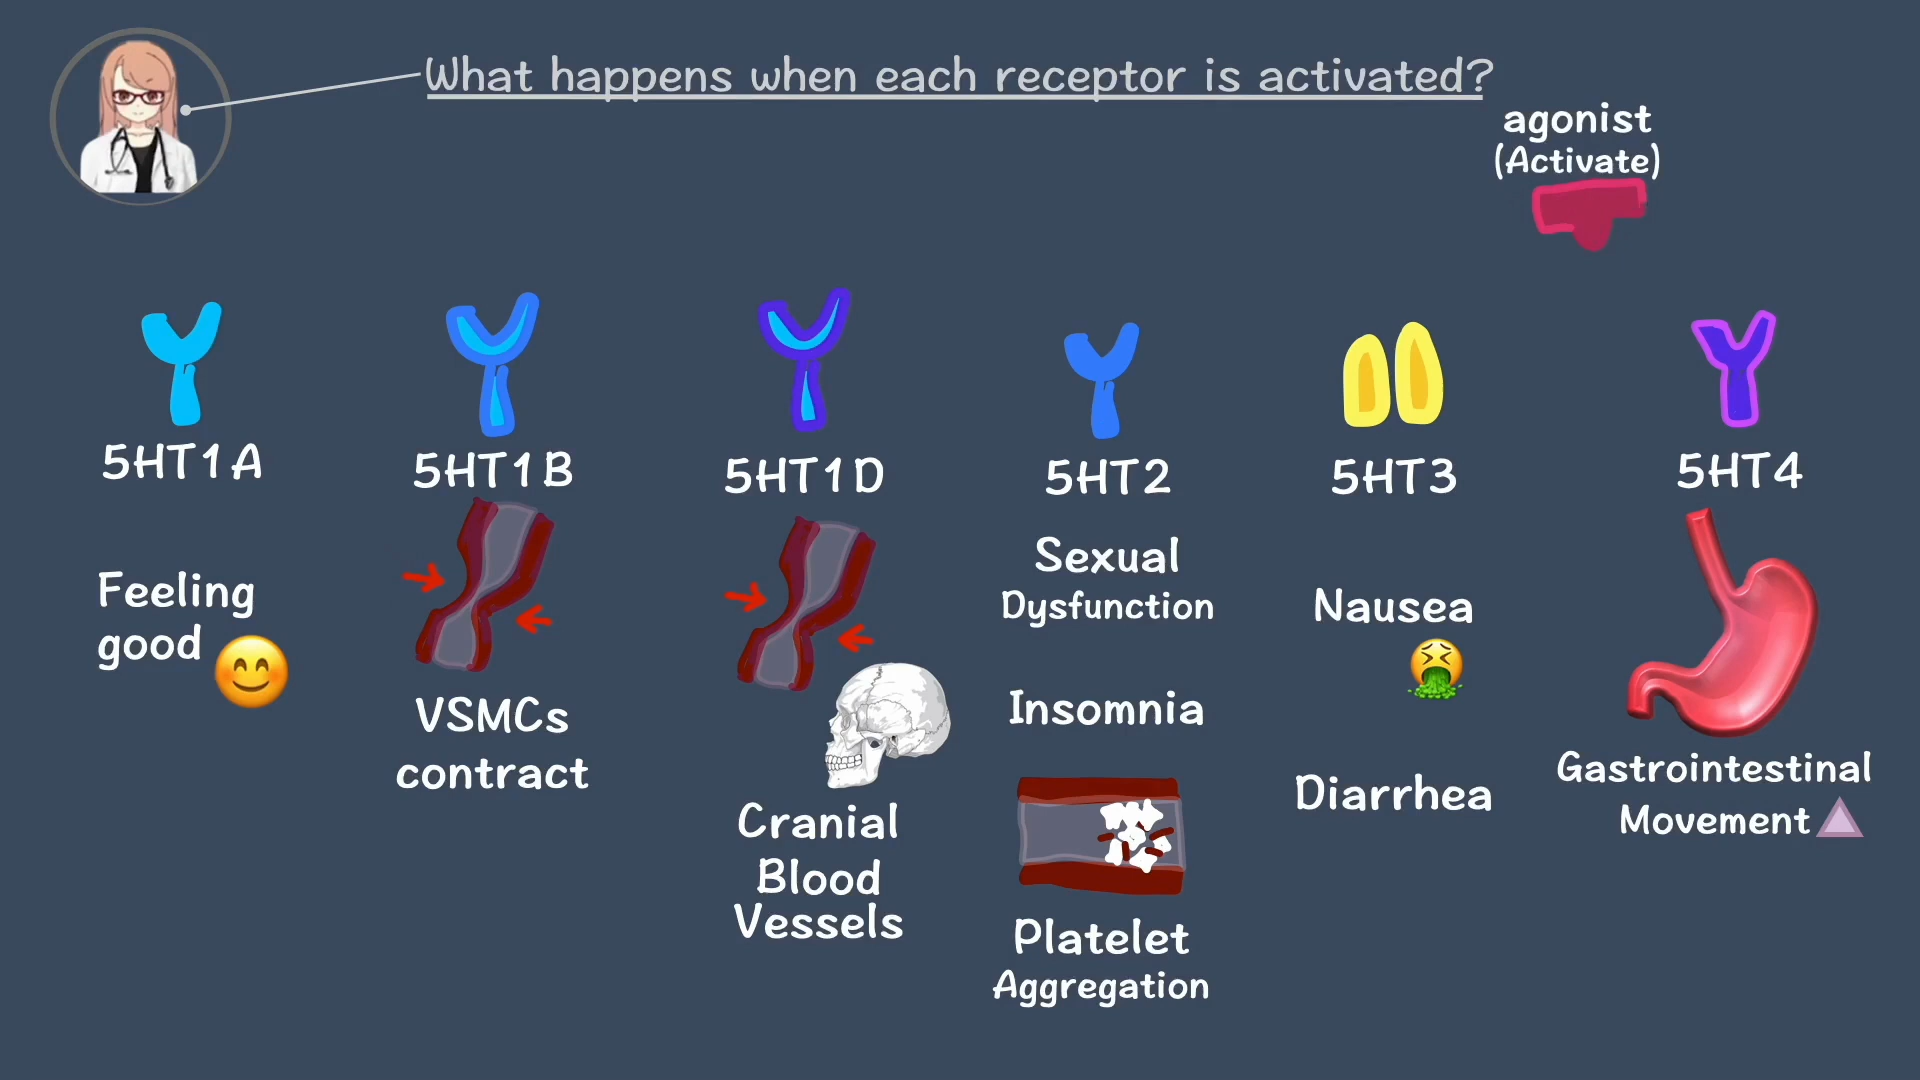 What happens when each receptor is activated?
agonist
(Activate)
5HT1A
5HT1B
5HT1D
5HT2
5HT3
5HT4
Feeling
good
VSMCs
contract
Cranial
Blood
Vessels
Sexual
Dysfunction
Insomnia
Platelet
Aggregation
Nausea
Diarrhea
Gastrointestinal
Movement